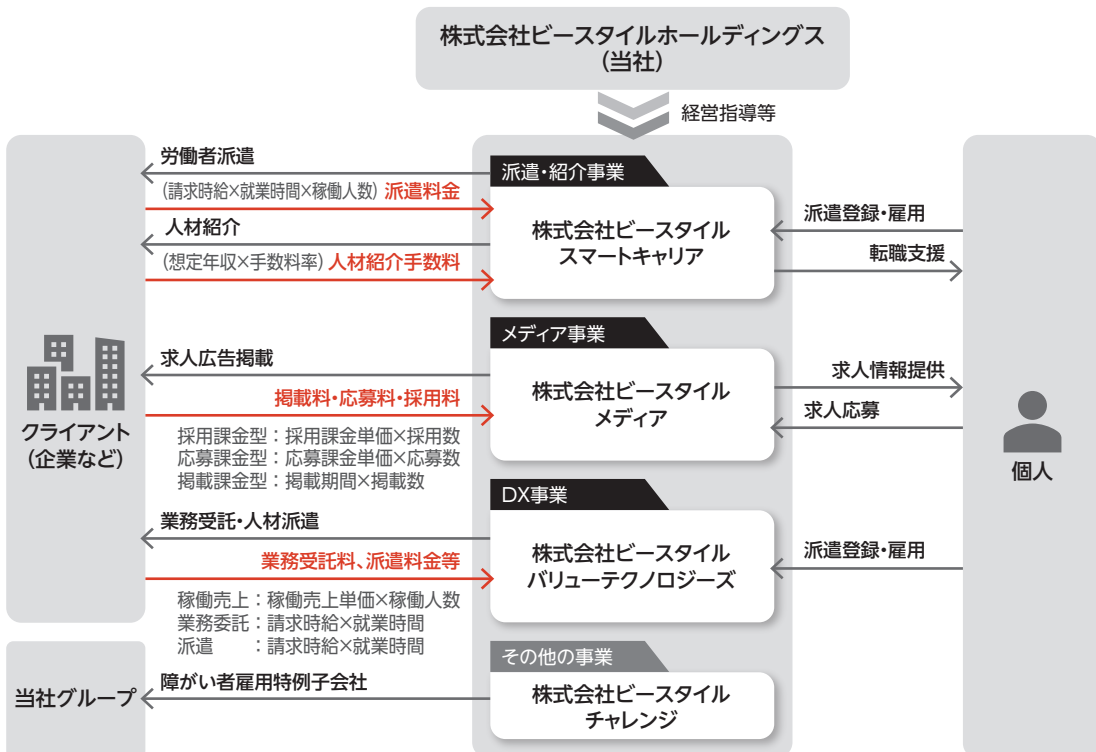 株式会社ビースタイルホールディングス
(当社)
経営指導等
労働者派遣
(請求時給×就業時間×稼働人数) 派遣料金
人材紹介
(想定年収×手数料率) 人材紹介手数料
派遣・紹介事業
株式会社ビースタイル
スマートキャリア
派遣登録・雇用
転職支援
求人広告掲載
掲載料・応募料・採用料
採用課金型：採用課金単価×採用数
応募課金型：応募課金単価×応募数
掲載課金型：掲載期間×掲載数
メディア事業
株式会社ビースタイル
メディア
求人情報提供
求人応募
クライアント
(企業など)
個人
業務受託・人材派遣
業務受託料、派遣料金等
稼働売上：稼働売上単価×稼働人数
業務委託：請求時給×就業時間
派遣　　：請求時給×就業時間
DX事業
株式会社ビースタイル
バリューテクノロジーズ
派遣登録・雇用
当社グループ
障がい者雇用特例子会社
その他の事業
株式会社ビースタイル
チャレンジ